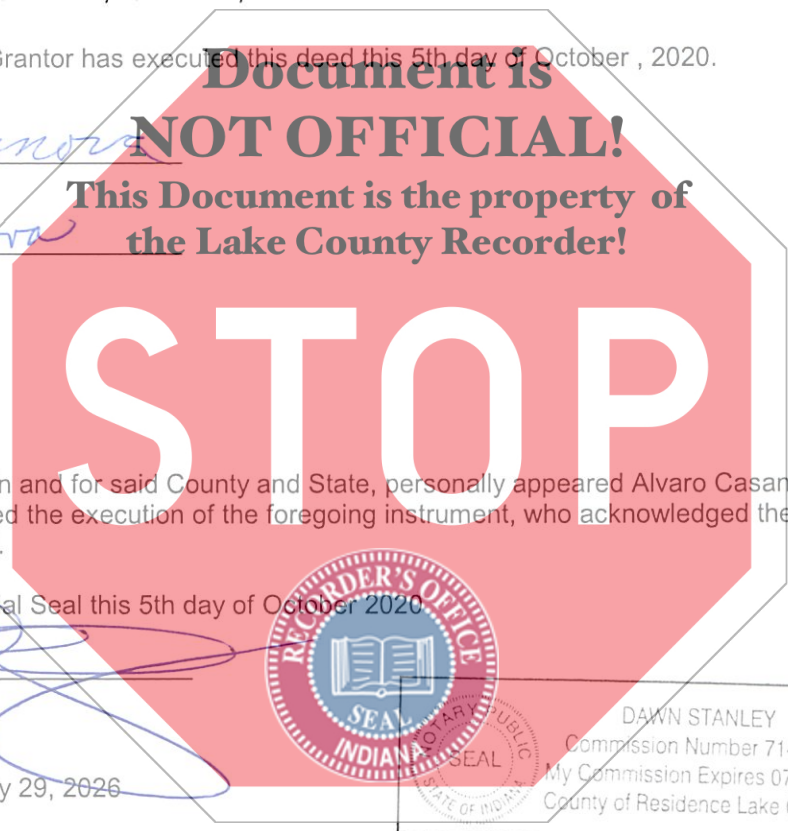 Grantor has executed this deed this 5th day of October , 2020.
Document is
NOT OFFICIAL!
This Document is the property of
the Lake County Recorder!
STOP
n and for said County and State, personally appeared Alvaro Casan
ed the execution of the foregoing instrument, who acknowledged the
al Seal this 5th day of October 2020
RECORDER'S OFFICE
SEAL
INDIANA
NOTARY PUBLIC
SEAL
STATE OF INDIANA
DAWN STANLEY
Commission Number 71
My Commission Expires 07
County of Residence Lake
y 29, 2026